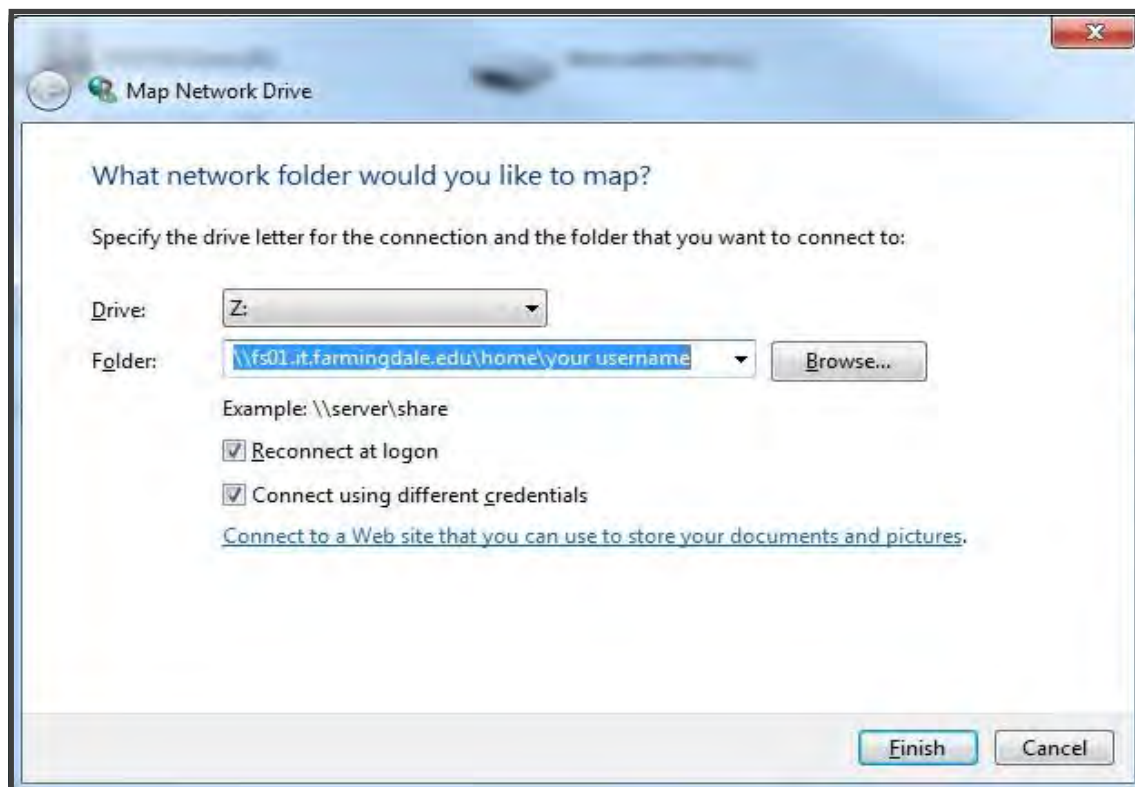 Map Network Drive
What network folder would you like to map?
Specify the drive letter for the connection and the folder that you want to connect to:
Drive: Z:
Folder: \\fs01.it.farmingdale.edu\home\your username Browse...
Example: \\server\share
Reconnect at logon
Connect using different credentials
Connect to a Web site that you can use to store your documents and pictures.
Finish Cancel